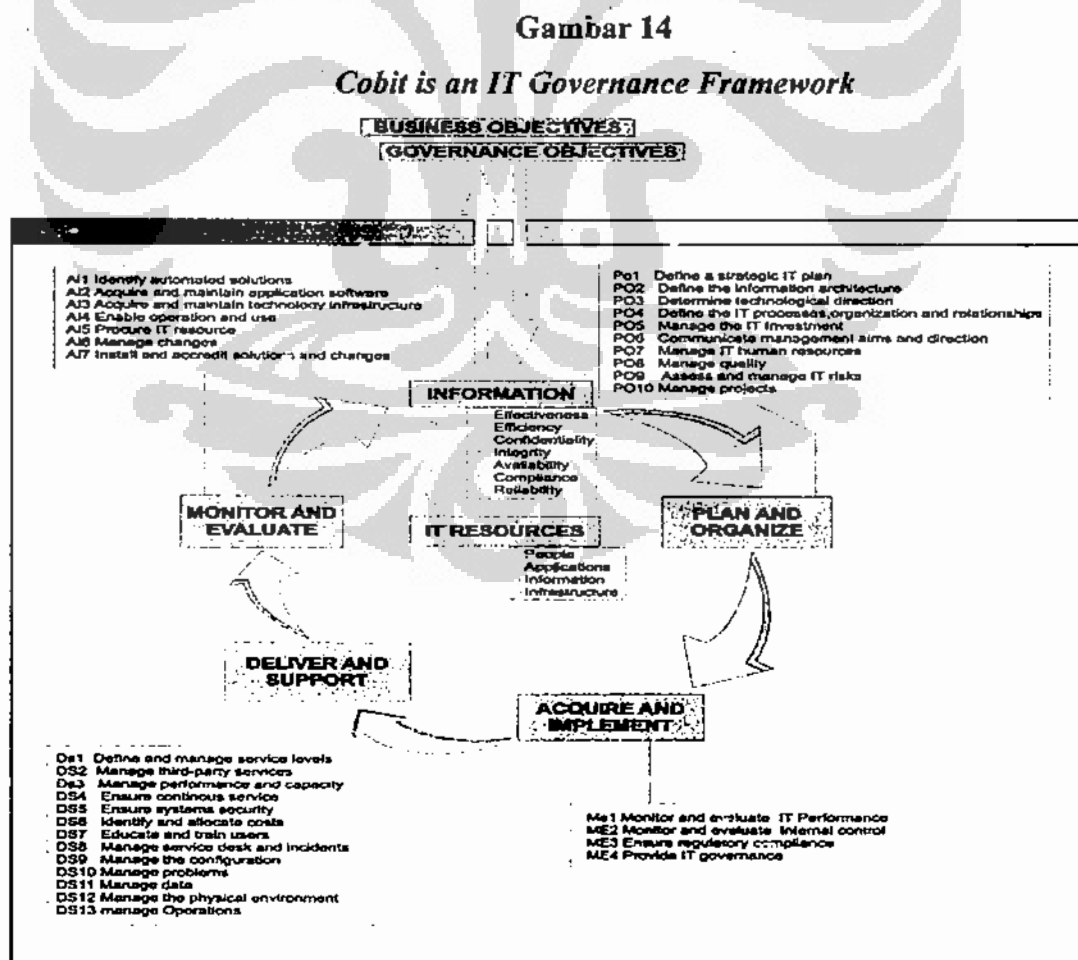 Gambar 14
Cobit is an IT Governance Framework
BUSINESS OBJECTIVES
GOVERNANCE OBJECTIVES
AI1 Identify automated solutions
AI2 Acquire and maintain application software
AI3 Acquire and maintain technology infrastructure
AI4 Enable operation and use
AI5 Procure IT resource
AI6 Manage changes
AI7 Install and accredit solutions and changes
Po1 Define a strategic IT plan
PO2 Define the information architecture
PO3 Determine technological direction
PO4 Define the IT processes,organization and relationships
PO5 Manage the IT Investment
PO6 Communicate management aims and direction
PO7 Manage IT human resources
PO8 Manage quality
PO9 Assess and manage IT risks
PO10 Manage projects
INFORMATION
Effectiveness
Efficiency
Confidentiality
Integrity
Availability
Compliance
Reliability
MONITOR AND
EVALUATE
IT RESOURCES
People
Applications
Information
Infrastructure
PLAN AND
ORGANIZE
DELIVER AND
SUPPORT
ACQUIRE AND
IMPLEMENT
Ds1 Define and manage service levels
DS2 Manage third-party services
Ds3 Manage performance and capacity
DS4 Ensure continous service
DS5 Ensure systems security
DS6 Identify and allocate costs
DS7 Educate and train users
DS8 Manage service desk and incidents
DS9 Manage the configuration
DS10 Manage problems
DS11 Manage data
DS12 Manage the physical environment
DS13 manage Operations
Me1 Monitor and evaluate IT Performance
ME2 Monitor and evaluate Internal control
ME3 Ensure regulatory compliance
ME4 Provide IT governance